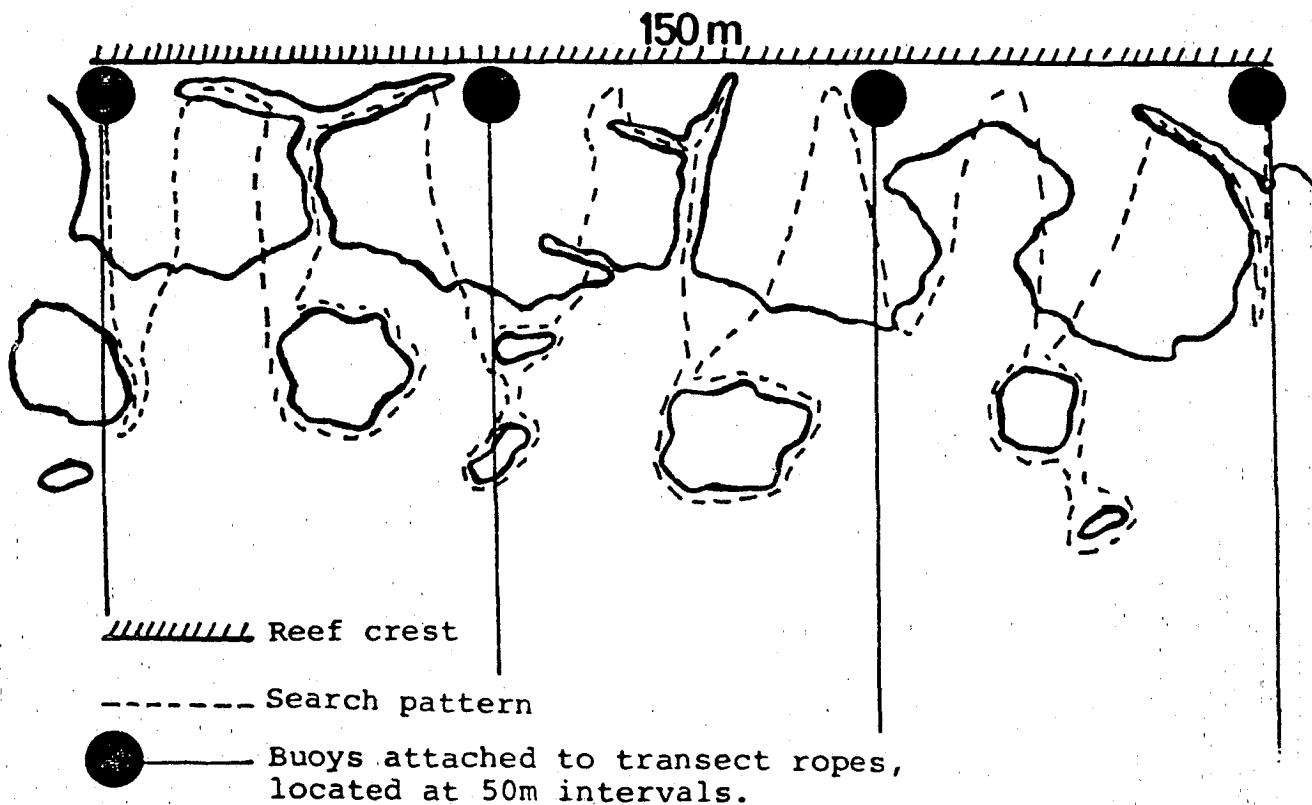 150 m
Reef crest
Search pattern
Buoys attached to transect ropes,
located at 50m intervals.